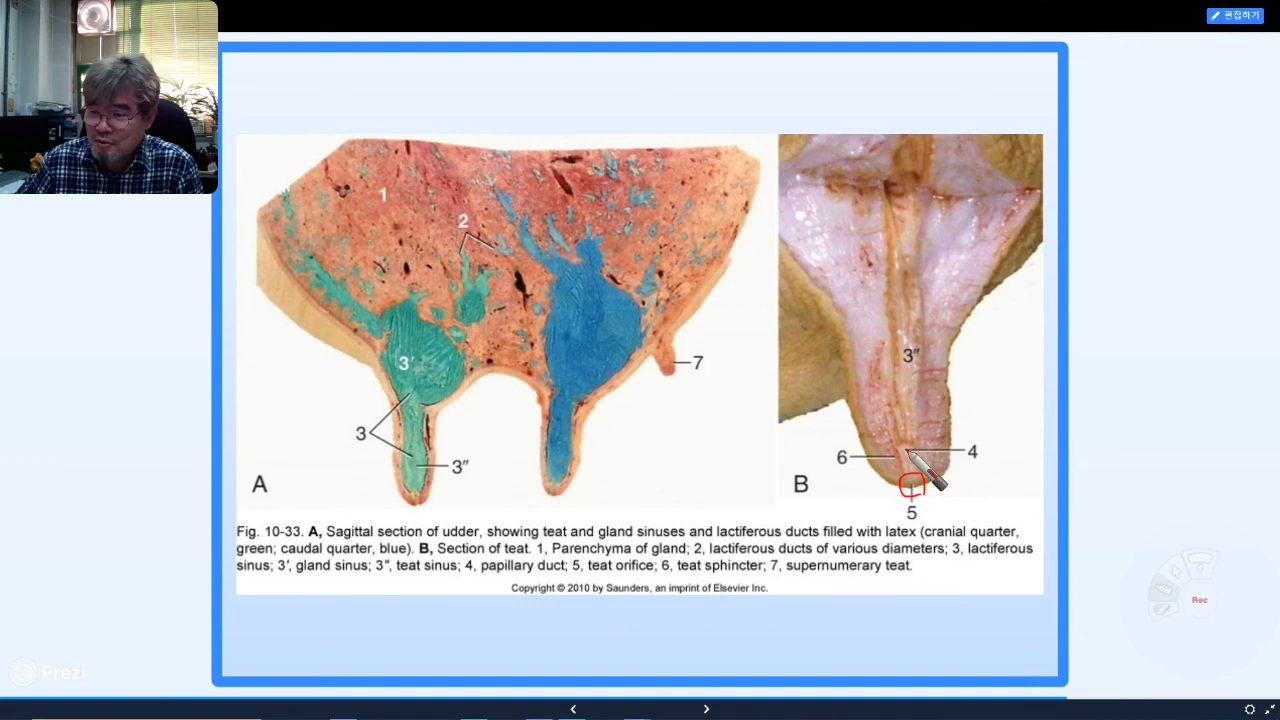 편집하기
1
2
3′
3
3″
7
A
3″
6
4
B
5
Fig. 10-33. A, Sagittal section of udder, showing teat and gland sinuses and lactiferous ducts filled with latex (cranial quarter,
green; caudal quarter, blue). B, Section of teat. 1, Parenchyma of gland; 2, lactiferous ducts of various diameters; 3, lactiferous
sinus; 3′, gland sinus; 3″, teat sinus; 4, papillary duct; 5, teat orifice; 6, teat sphincter; 7, supernumerary teat.
Copyright © 2010 by Saunders, an imprint of Elsevier Inc.
Rec
Prezi